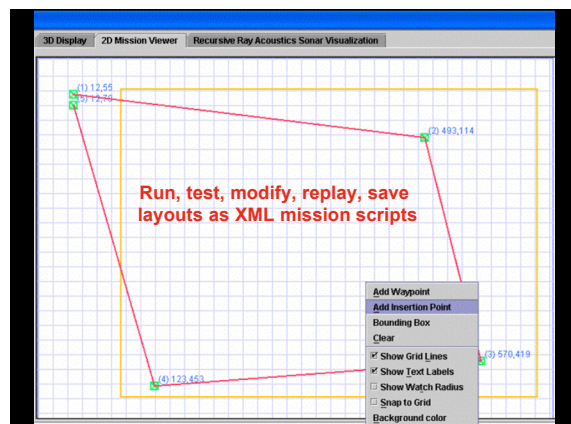 3D Display 2D Mission Viewer Recursive Ray Acoustics Sonar Visualization
(1) 12,55
(5) 12,70
(2) 493,114
Run, test, modify, replay, save
layouts as XML mission scripts
Add Waypoint
Add Insertion Point
Bounding Box
Clear
Show Grid Lines
(3) 570,419
Show Text Labels
Show Watch Radius
(4) 123,453
Snap to Grid
Background color